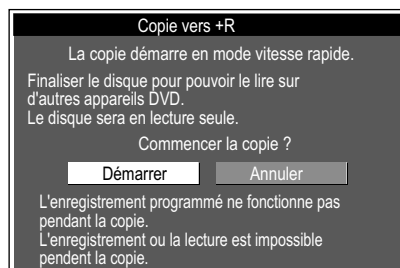 Copie vers +R
La copie démarre en mode vitesse rapide.
Finaliser le disque pour pouvoir le lire sur
d'autres appareils DVD.
Le disque sera en lecture seule.
Commencer la copie ?
Démarrer
Annuler
L'enregistrement programmé ne fonctionne pas
pendant la copie.
L'enregistrement ou la lecture est impossible
pendent la copie.